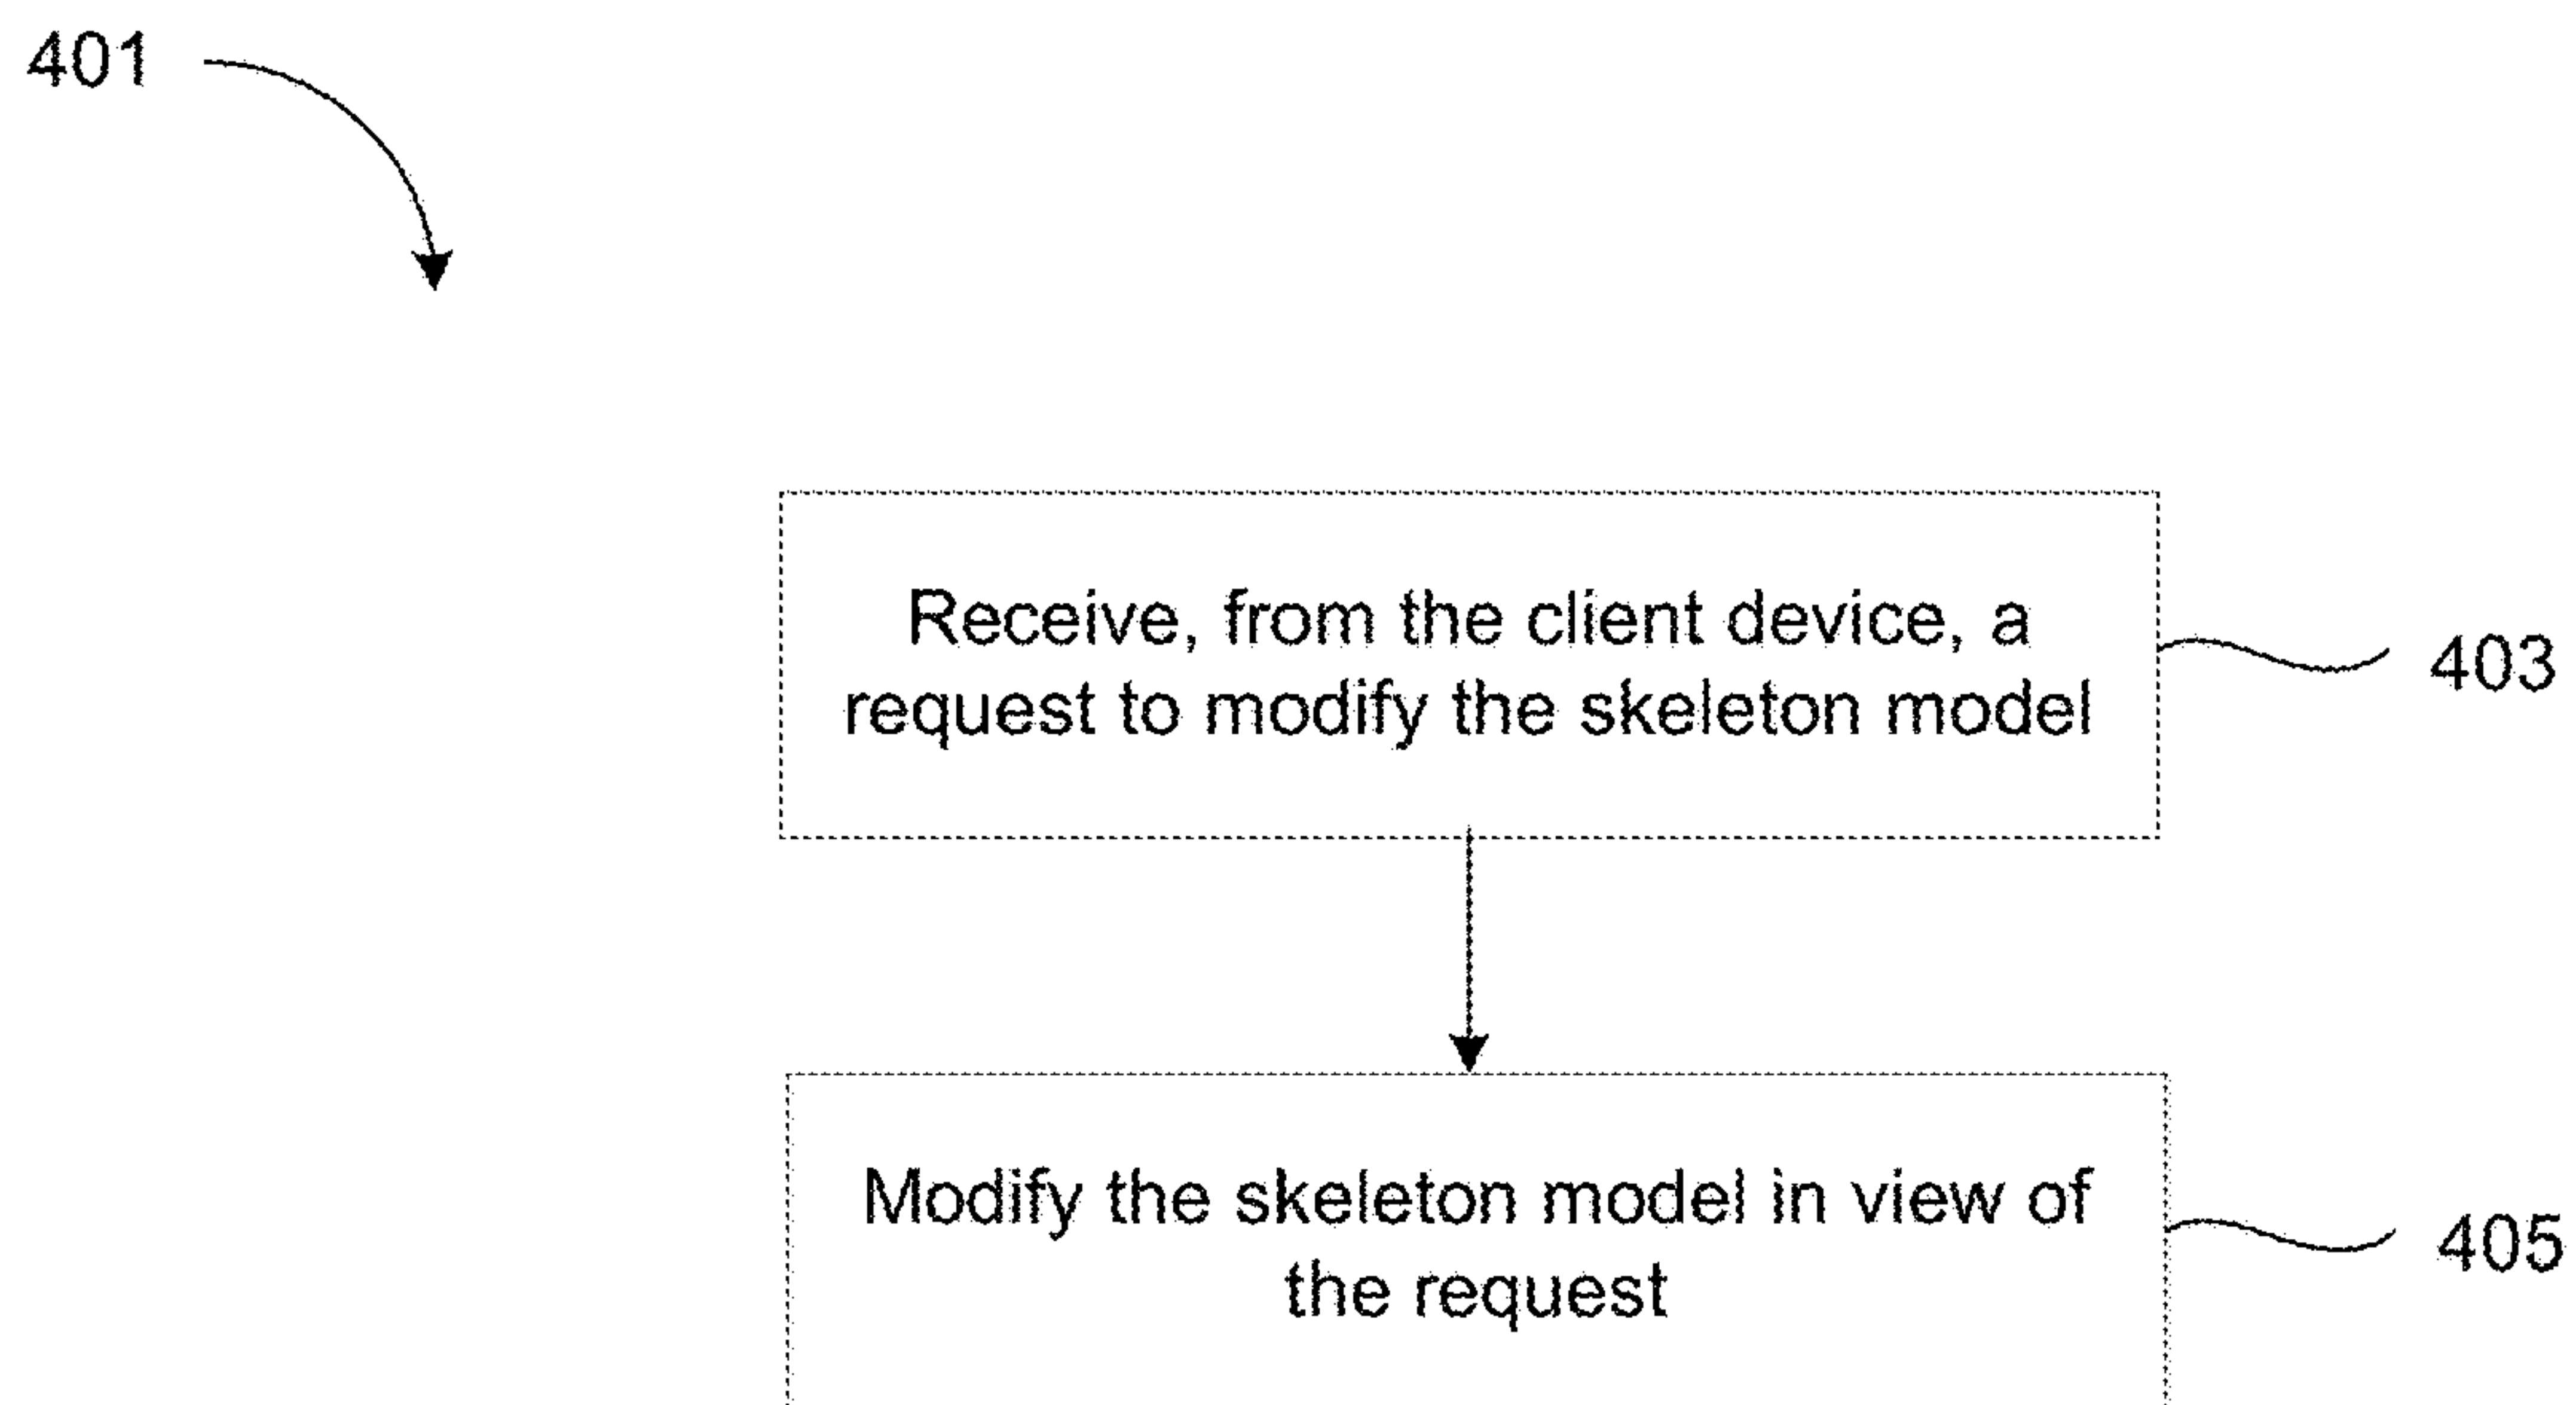 401
Receive, from the client device, a
request to modify the skeleton model
403
Modify the skeleton model in view of
the request
405